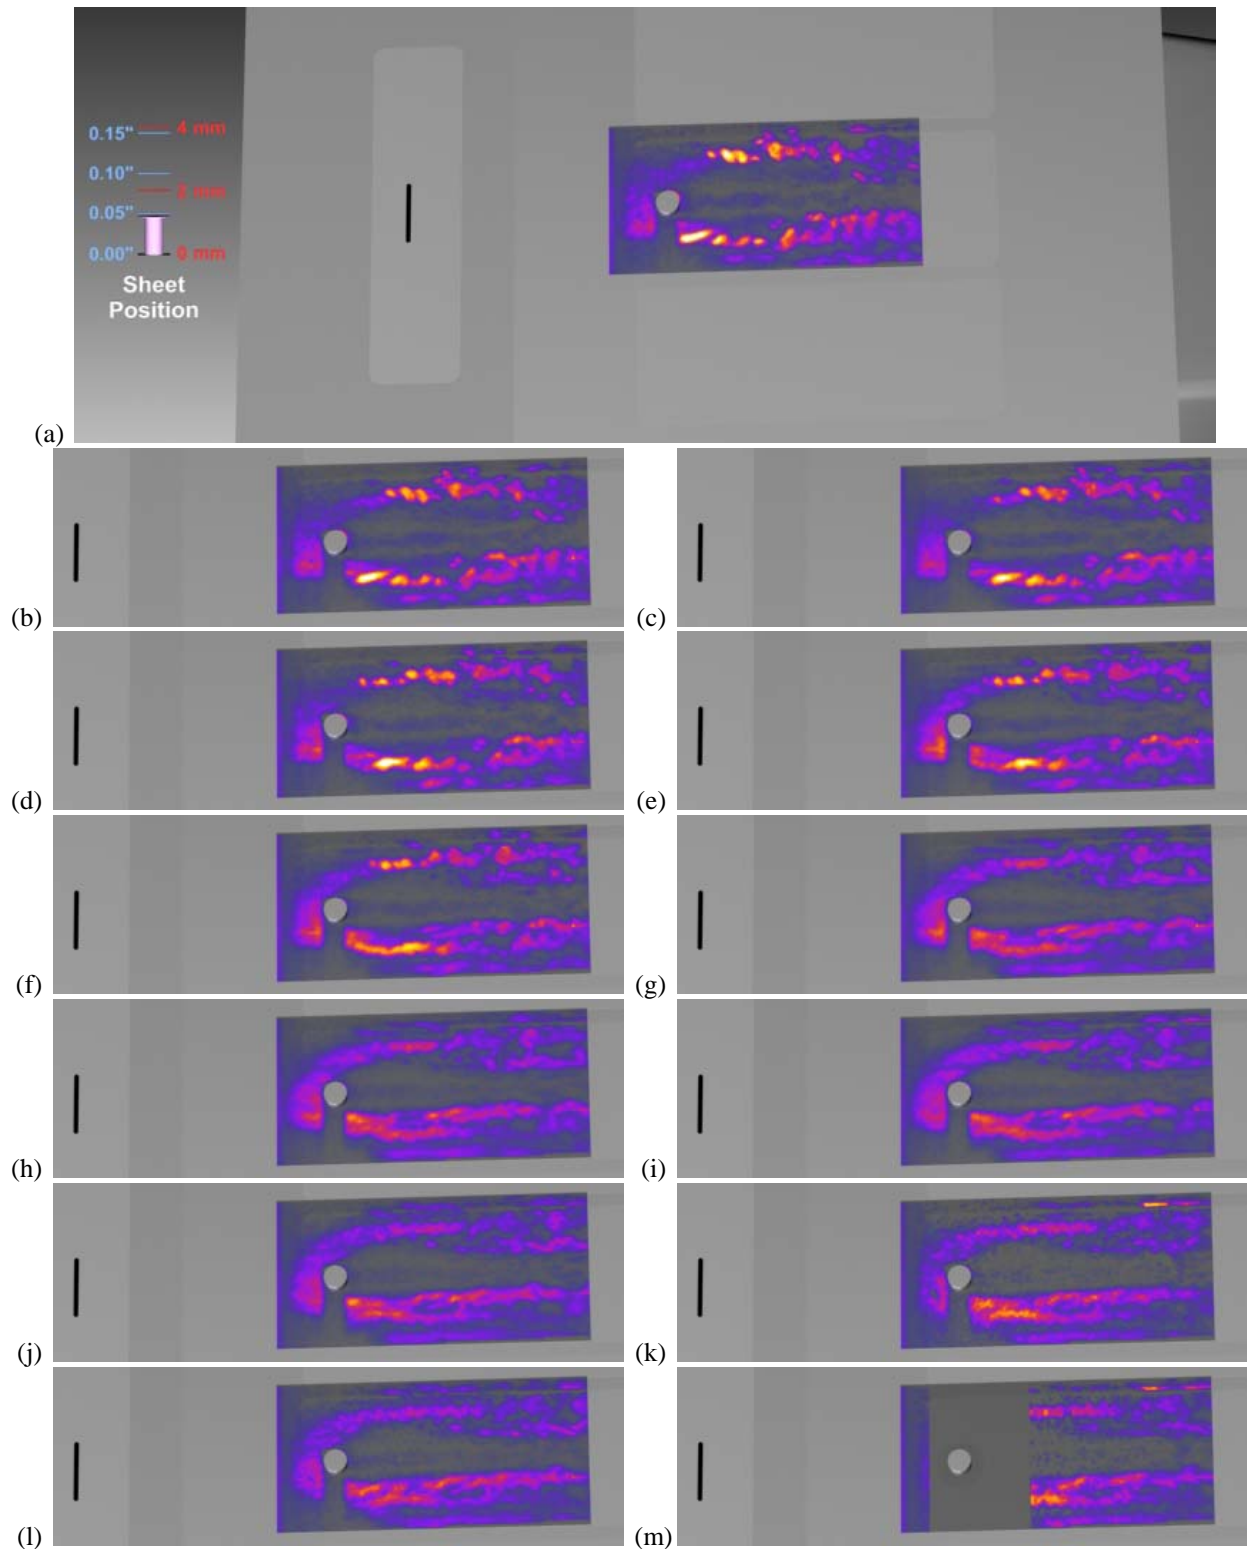 0.15" 4 mm
0.10"
2 mm
0.05"
0.00" 0 mm
Sheet
Position
(a)
(b) (c)
(d) (e)
(f) (g)
(h) (i)
(j) (k)
(l) (m)